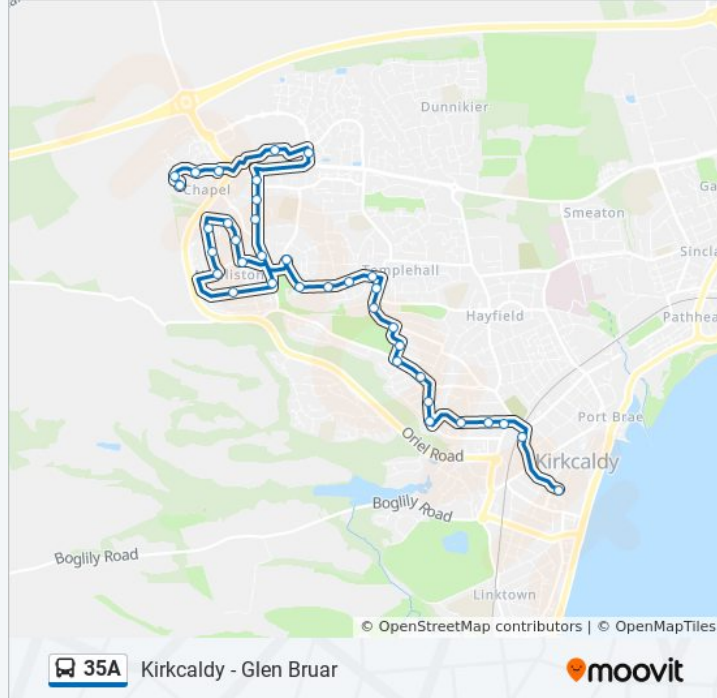 Dunnikier
Chapel
Smeaton
Ga
Sincla
Templehall
liston
Hayfield
Pathhea
Port Brae
Oriel Road
Kirkcaldy
Boglily Road
Boglily Road
Linktown
© OpenStreetMap contributors | © OpenMapTiles
35A Kirkcaldy - Glen Bruar
moovit